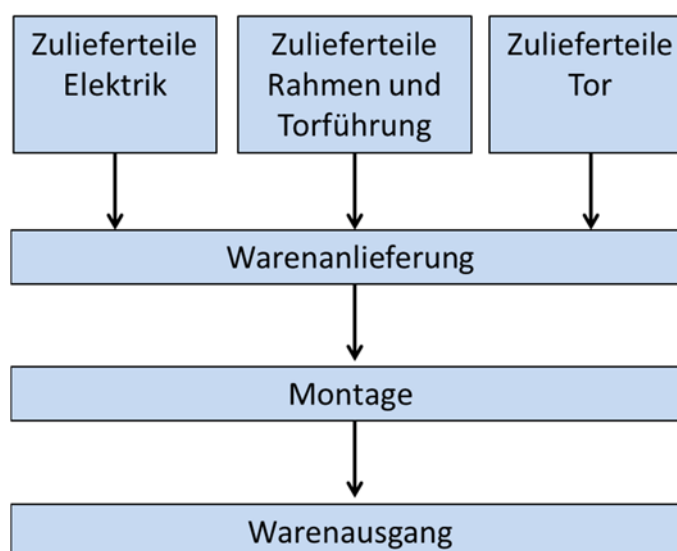 Zulieferteile
Elektrik
Zulieferteile
Rahmen und
Torführung
Zulieferteile
Tor
Warenanlieferung
Montage
Warenausgang